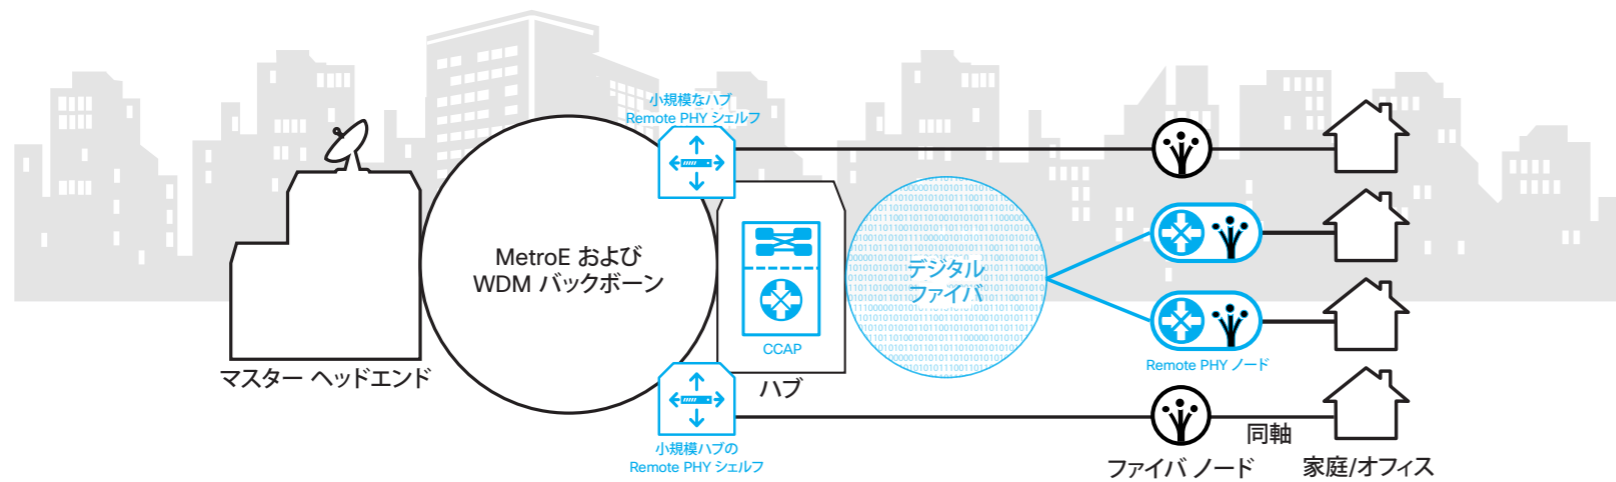 小規模なハブ
Remote PHY シェルフ
MetroE および
WDM バックボーン
デジタル
ファイバ
CCAP
マスター ヘッドエンド
ハブ
Remote PHY ノード
小規模ハブの
Remote PHY シェルフ
同軸
ファイバ ノード
家庭/オフィス